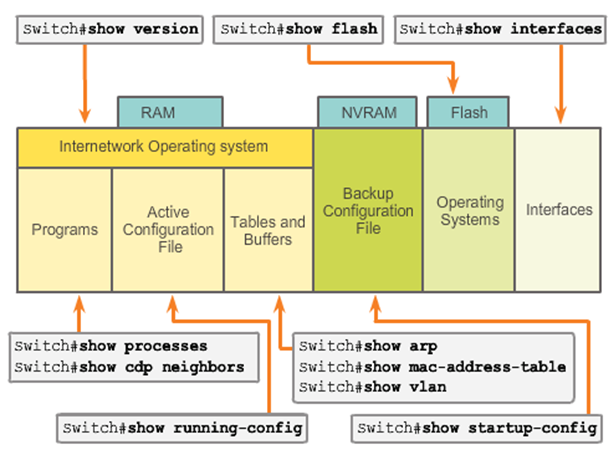 Switch#show version
Switch#show flash
Switch#show interfaces
RAM
NVRAM
Flash
Internetwork Operating system
Programs
Active
Configuration
File
Tables and
Buffers
Backup
Configuration
File
Operating
Systems
Interfaces
Switch#show processes
Switch#show cdp neighbors
Switch#show arp
Switch#show mac-address-table
Switch#show vlan
Switch#show running-config
Switch#show startup-config